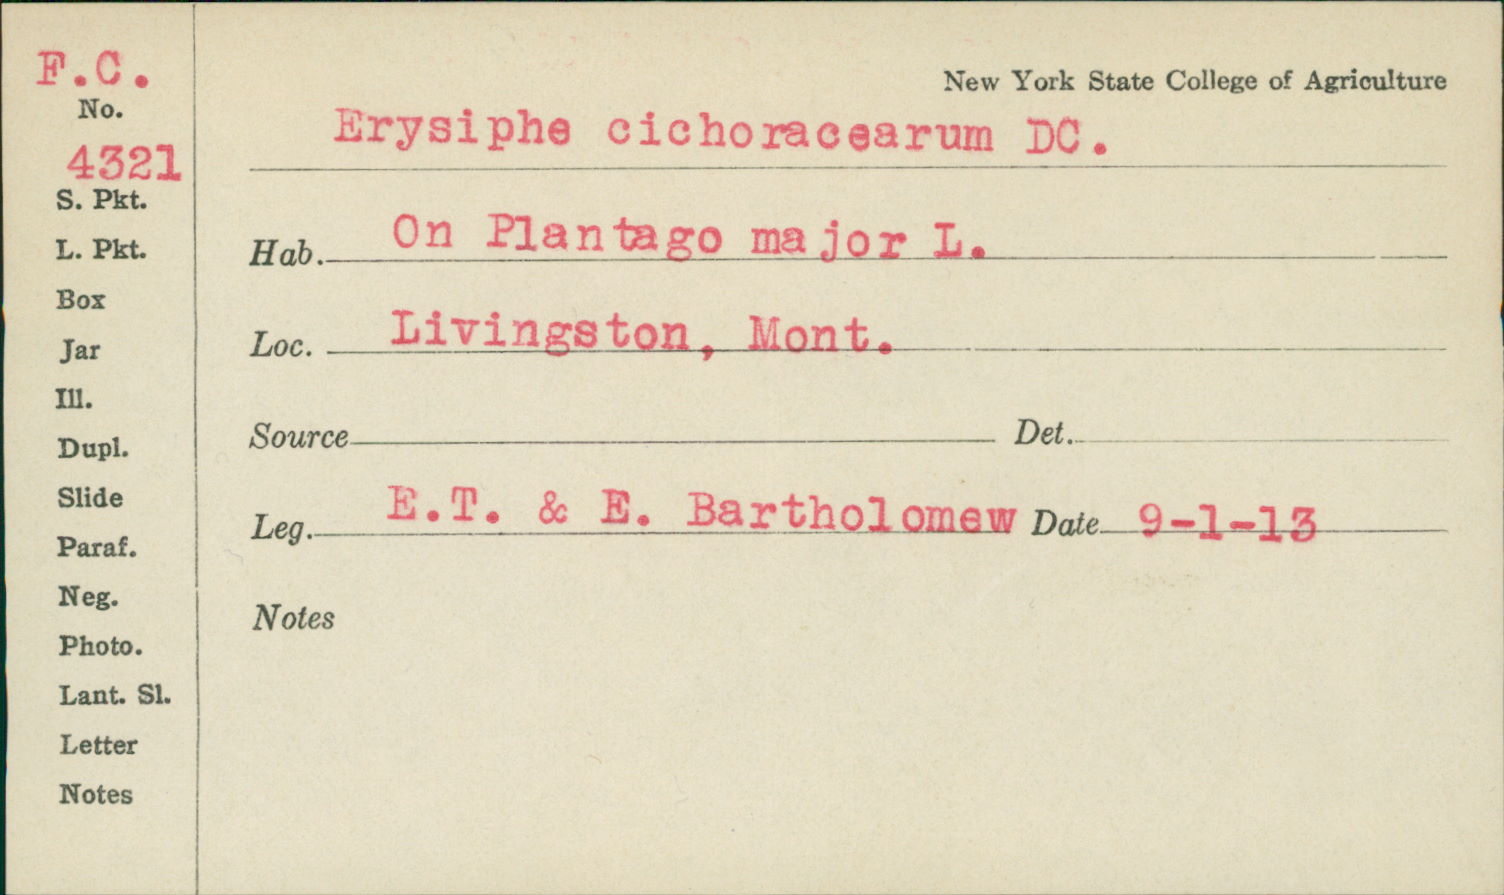 F.C.
No.
4321
S. Pkt.
L. Pkt.
Box
Jar
Ill.
Dupl.
Slide
Paraf.
Neg.
Photo.
Lant. Sl.
Letter
Notes
New York State College of Agriculture
Erysiphe cichoracearum DC.
Hab. On Plantago major L.
Loc. Livingston, Mont.
Source Det.
Leg. E.T. & E. Bartholomew Date 9-1-13
Notes